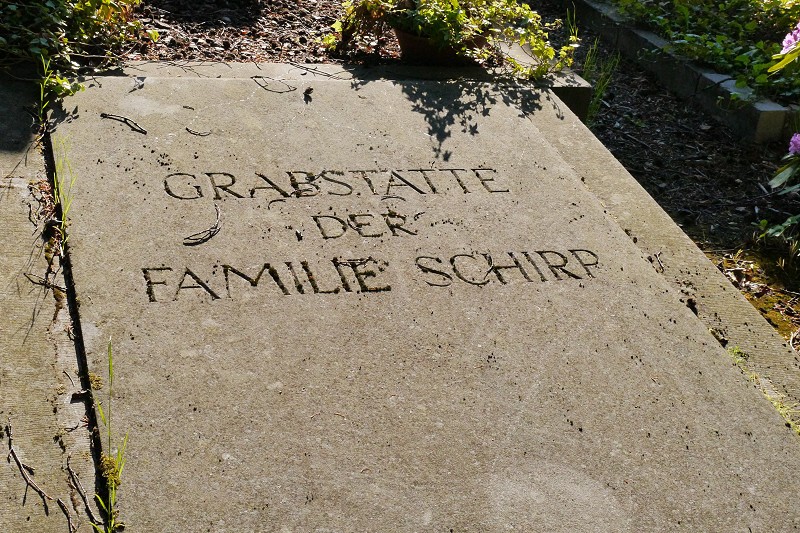 GRABSTATTE
DER
FAMILIE SCHIRP